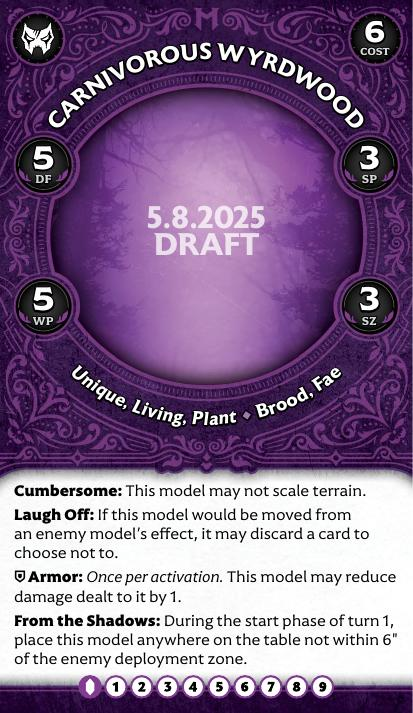 6
COST
CARNIVOROUS WYRDWOOD
5
DF
3
SP
5.8.2025
DRAFT
5
WP
3
SZ
Unique, Living, Plant ◆ Brood, Fae
Cumbersome: This model may not scale terrain.
Laugh Off: If this model would be moved from
an enemy model's effect, it may discard a card to
choose not to.
Armor: Once per activation. This model may reduce
damage dealt to it by 1.
From the Shadows: During the start phase of turn 1,
place this model anywhere on the table not within 6"
of the enemy deployment zone.
1 2 3 4 5 6 7 8 9